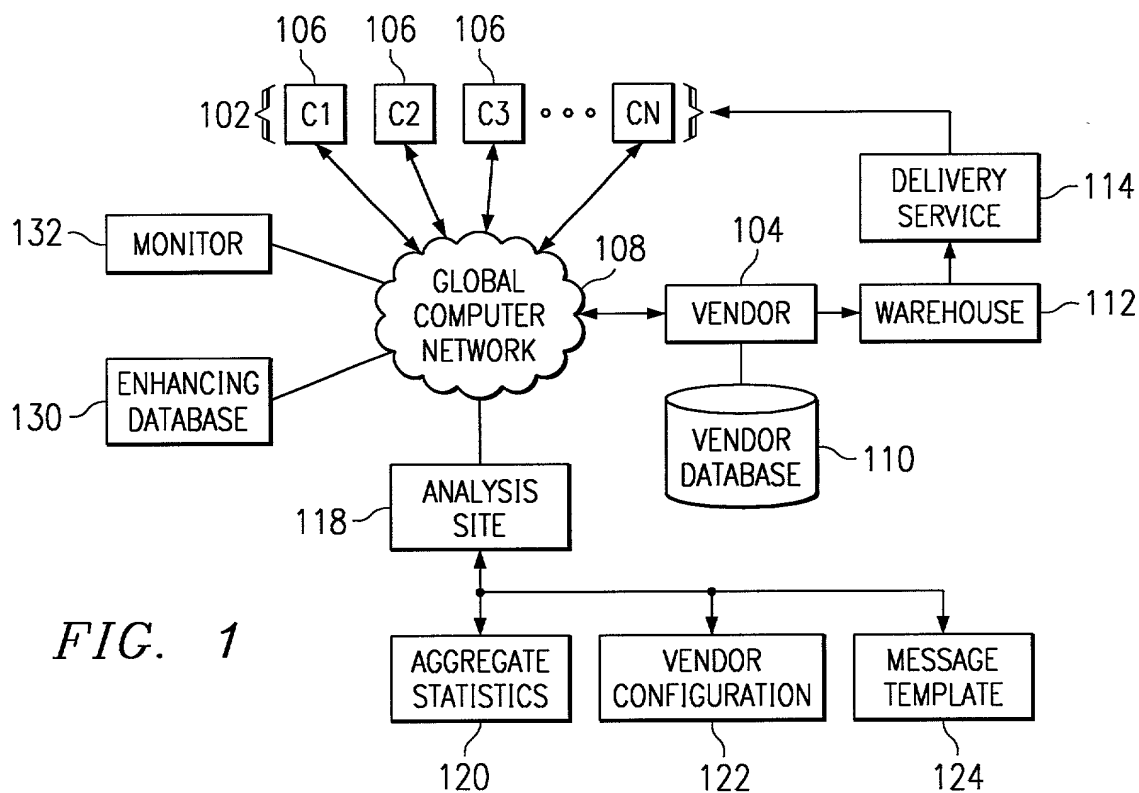 106 106 106
102 { C1 C2 C3 ∘ ∘ ∘ CN }
DELIVERY
SERVICE
114
132
MONITOR
108
104
GLOBAL
COMPUTER
NETWORK
VENDOR
WAREHOUSE
112
130
ENHANCING
DATABASE
VENDOR
DATABASE
110
118
ANALYSIS
SITE
FIG. 1
AGGREGATE
STATISTICS
VENDOR
CONFIGURATION
MESSAGE
TEMPLATE
120 122 124